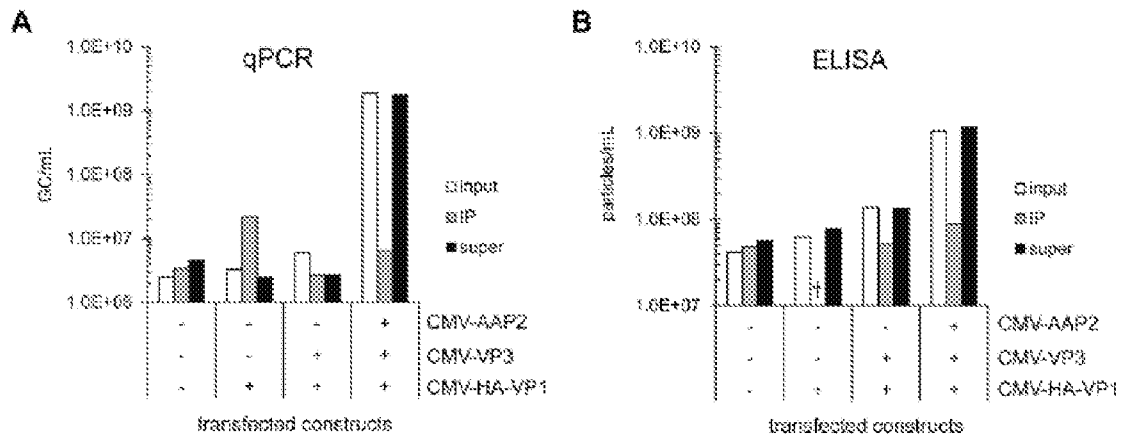 A
qPCR
1.0E+10
1.0E+09
1.0E+08
1.0E+07
1.0E+06
GC/mL
input
IP
super
- - - + CMV-AAP2
- - + + CMV-VP3
- + + + CMV-HA-VP1
transfected constructs
B
ELISA
1.0E+10
1.0E+09
1.0E+08
1.0E+07
particles/mL
input
IP
super
- - - + CMV-AAP2
- - + + CMV-VP3
- + + + CMV-HA-VP1
transfected constructs